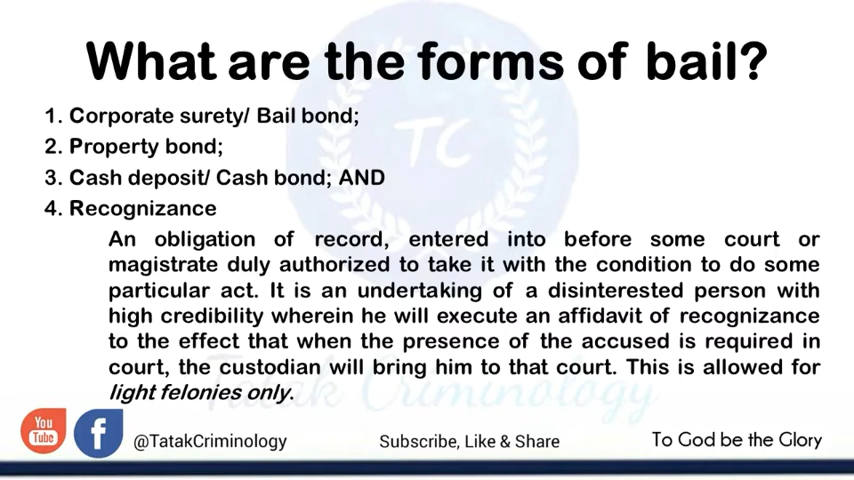 What are the forms of bail?
TC
1. Corporate surety/ Bail bond;
2. Property bond;
3. Cash deposit/ Cash bond; AND
4. Recognizance
An obligation of record, entered into before some court or
magistrate duly authorized to take it with the condition to do some
particular act. It is an undertaking of a disinterested person with
high credibility wherein he will execute an affidavit of recognizance
to the effect that when the presence of the accused is required in
court, the custodian will bring him to that court. This is allowed for
light felonies only.
Tatak Criminology
You
Tube
f
@TatakCriminology
Subscribe, Like & Share
To God be the Glory